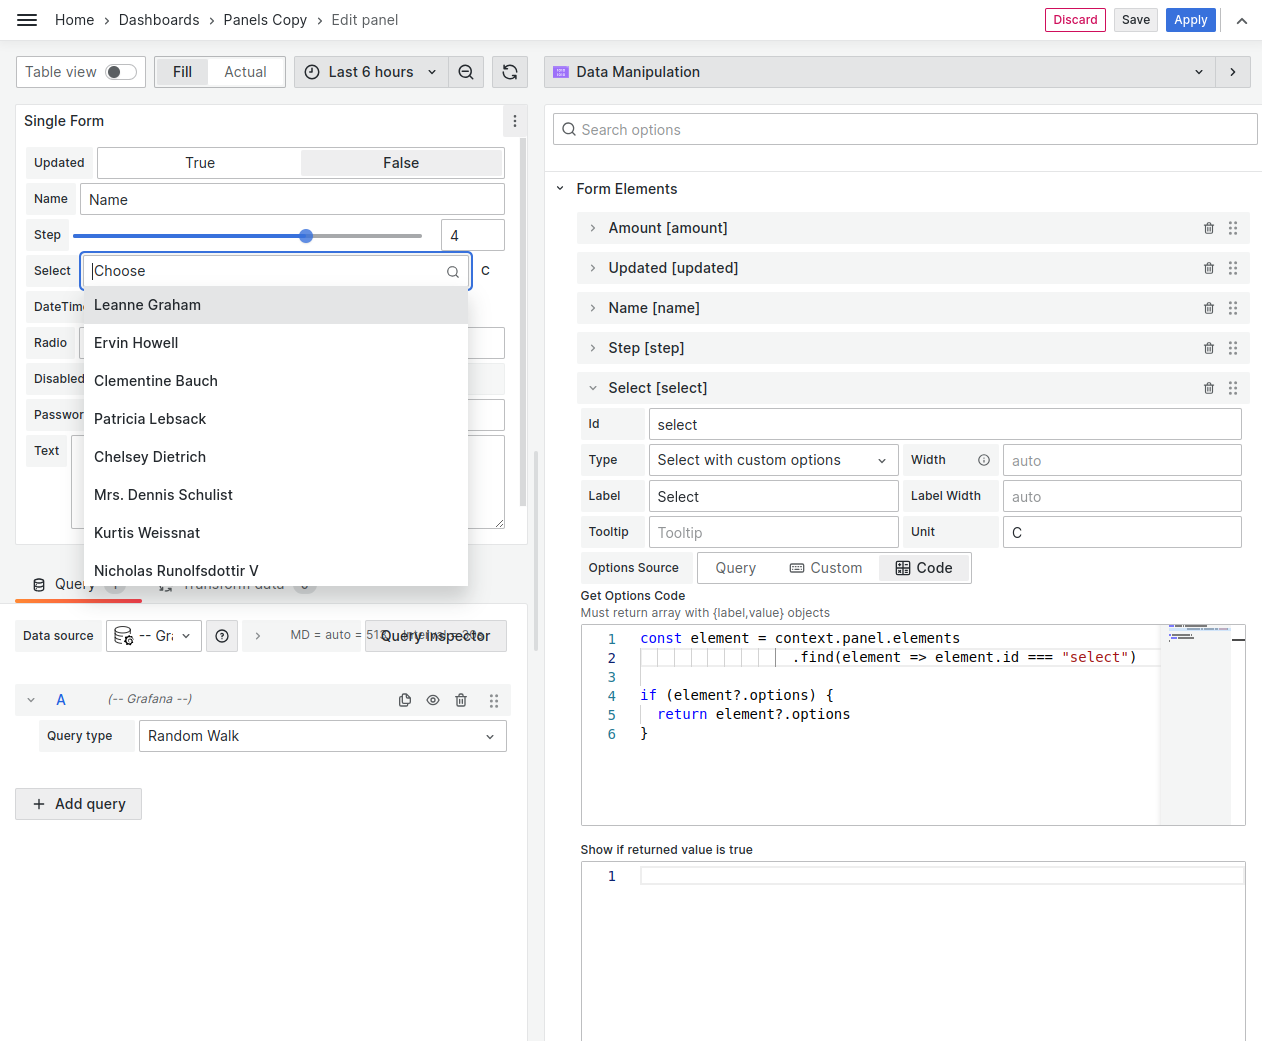 Home > Dashboards > Panels Copy > Edit panel
Discard
Save
Apply
Table view
Fill
Actual
Last 6 hours
Data Manipulation
Single Form
Search options
Updated
True
False
Name
Name
Step
4
Select
Choose
C
DateTime
Radio
Disabled
Text
Leanne Graham
Ervin Howell
Clementine Bauch
Patricia Lebsack
Chelsey Dietrich
Mrs. Dennis Schulist
Kurtis Weissnat
Nicholas Runolfsdottir V
Query
Data source
-- Gra
MD = auto = 51
Query Inspector
A
(-- Grafana --)
Query type
Random Walk
+ Add query
Form Elements
Amount [amount]
Updated [updated]
Name [name]
Step [step]
Select [select]
Id
select
Type
Select with custom options
Width
auto
Label
Select
Label Width
auto
Tooltip
Tooltip
Unit
C
Options Source
Query
Custom
Code
Get Options Code
Must return array with {label,value} objects
1 const element = context.panel.elements
2 .find(element => element.id === "select")
3
4 if (element?.options) {
5 return element?.options
6 }
Show if returned value is true
1